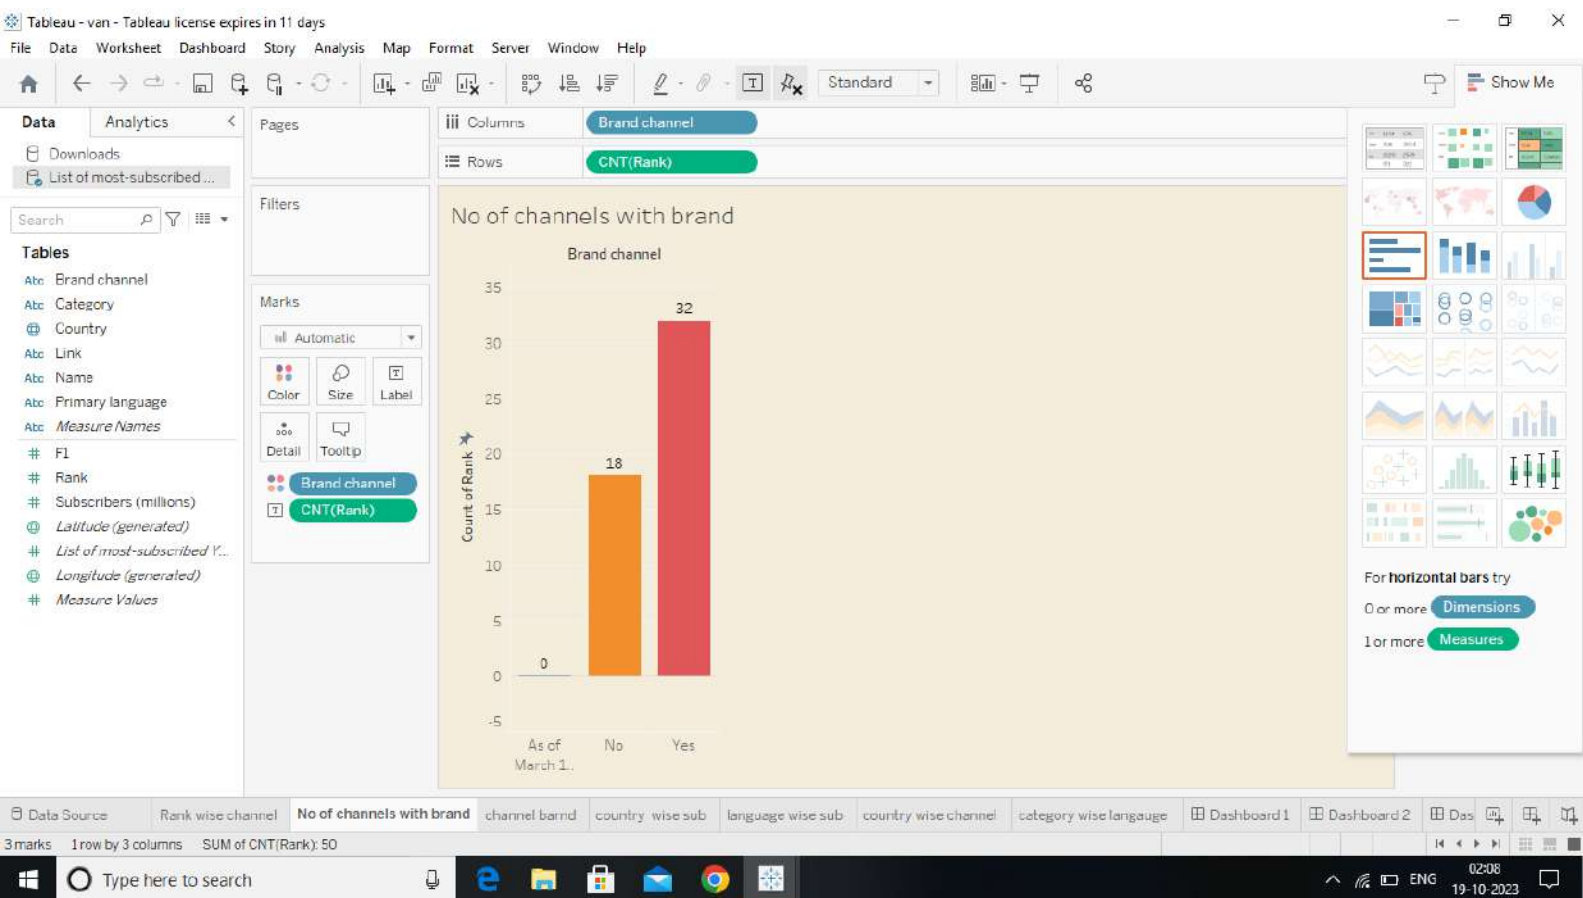 Tableau - van - Tableau license expires in 11 days
File Data Worksheet Dashboard Story Analysis Map Format Server Window Help
Standard
Show Me
Data Analytics
Downloads
List of most-subscribed ...
Search
Tables
Abc Brand channel
Abc Category
Country
Abc Link
Abc Name
Abc Primary language
Abc Measure Names
# F1
# Rank
# Subscribers (millions)
Latitude (generated)
# List of most-subscribed Y...
Longitude (generated)
# Measure Values
Pages
Filters
Marks
Automatic
Color Size Label
Detail Tooltip
Brand channel
CNT(Rank)
Columns Brand channel
Rows CNT(Rank)
No of channels with brand
Brand channel
Count of Rank
35
30
25
20
15
10
5
0
-5
0
18
32
As of
March 1..
No
Yes
For horizontal bars try
0 or more Dimensions
1 or more Measures
Data Source Rank wise channel No of channels with brand channel barnd country wise sub language wise sub country wise channel category wise langauge Dashboard 1 Dashboard 2 Das
3 marks 1 row by 3 columns SUM of CNT(Rank): 50
Type here to search
ENG
02:08
19-10-2023